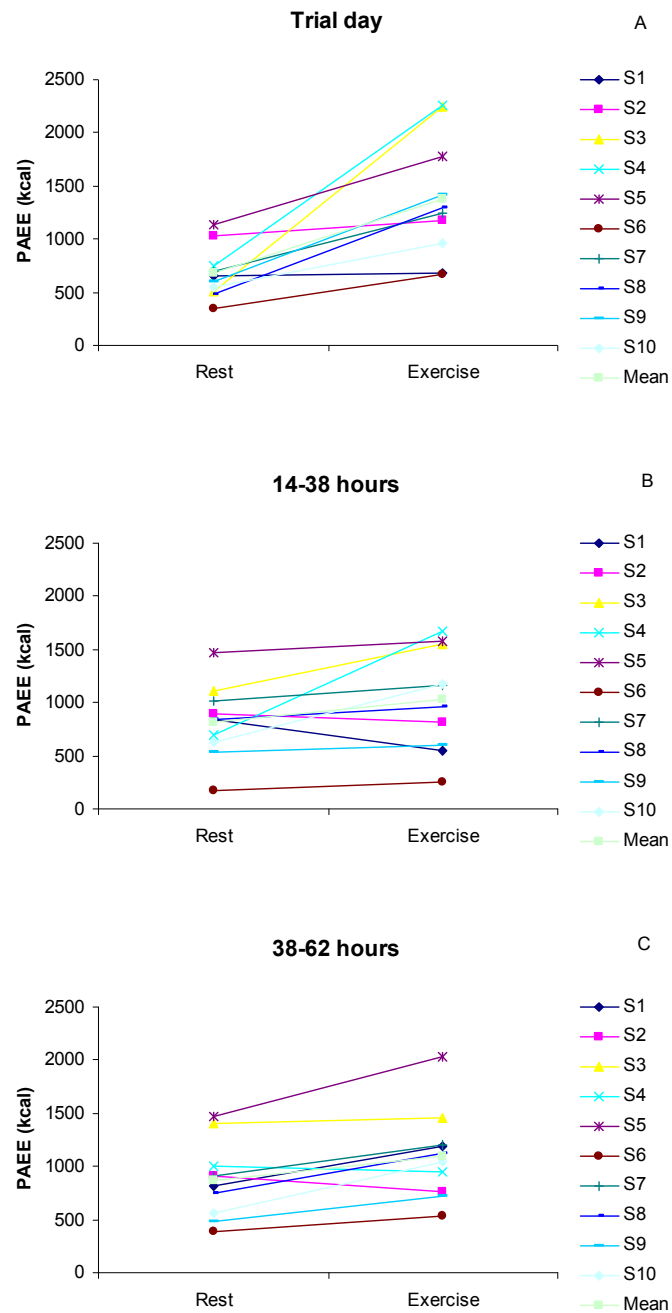 Trial day
A
2500
2000
1500
1000
500
0
PAEE (kcal)
Rest
Exercise
S1
S2
S3
S4
S5
S6
S7
S8
S9
S10
Mean
14-38 hours
B
2500
2000
1500
1000
500
0
PAEE (kcal)
Rest
Exercise
S1
S2
S3
S4
S5
S6
S7
S8
S9
S10
Mean
38-62 hours
C
2500
2000
1500
1000
500
0
PAEE (kcal)
Rest
Exercise
S1
S2
S3
S4
S5
S6
S7
S8
S9
S10
Mean